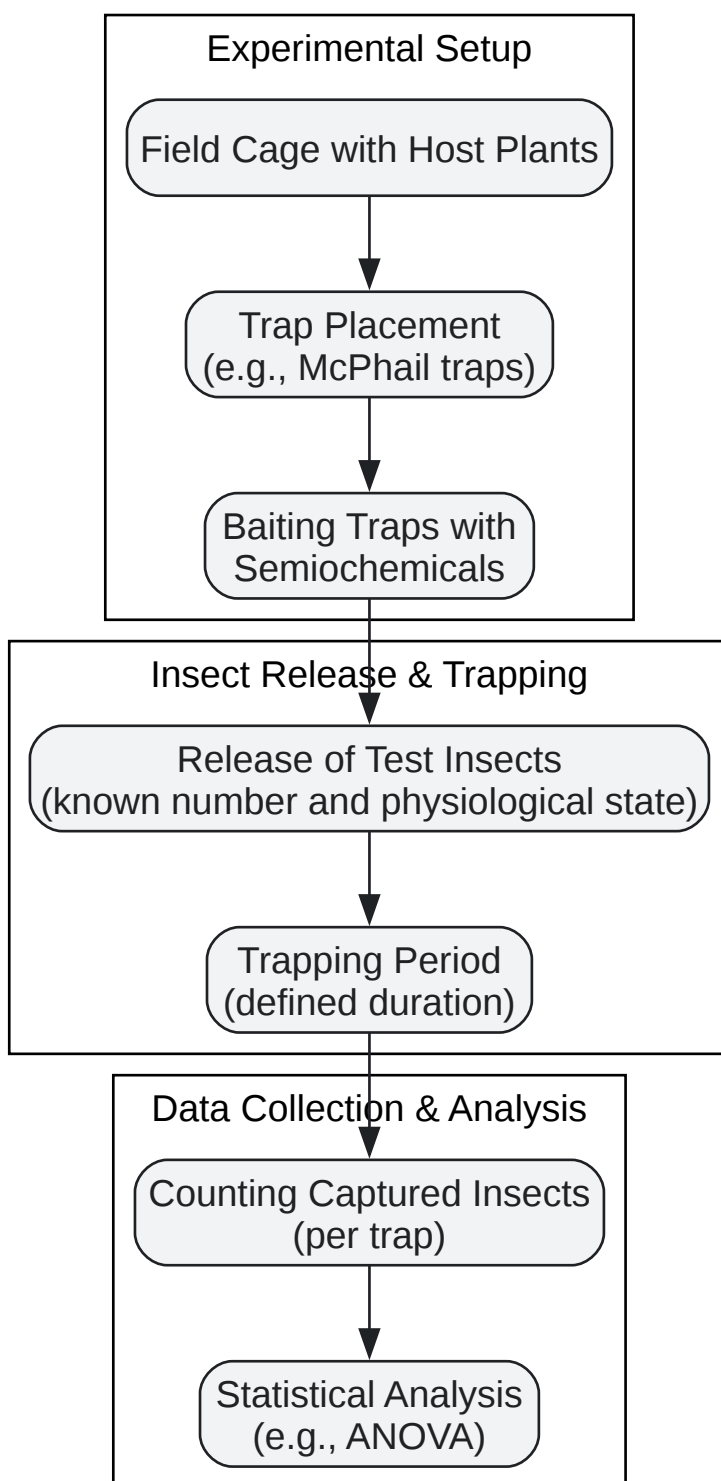 Experimental Setup
Field Cage with Host Plants
Trap Placement
(e.g., McPhail traps)
Baiting Traps with
Semiochemicals
Insect Release & Trapping
Release of Test Insects
(known number and physiological state)
Trapping Period
(defined duration)
Data Collection & Analysis
Counting Captured Insects
(per trap)
Statistical Analysis
(e.g., ANOVA)